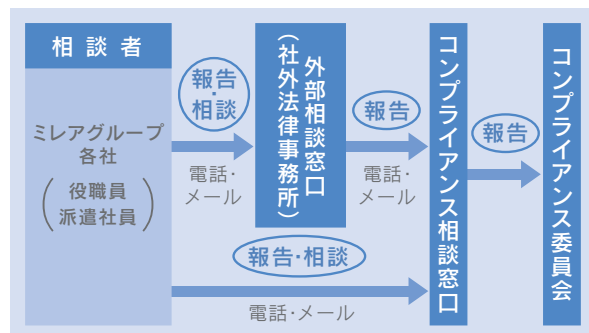 相談者
ミレアグループ
各社
(役職員
派遣社員)
報告・
相談
電話・
メール
外部相談窓口
(社外法律事務所)
報告
電話・
メール
報告・相談
電話・メール
コンプライアンス相談窓口
報告
コンプライアンス委員会